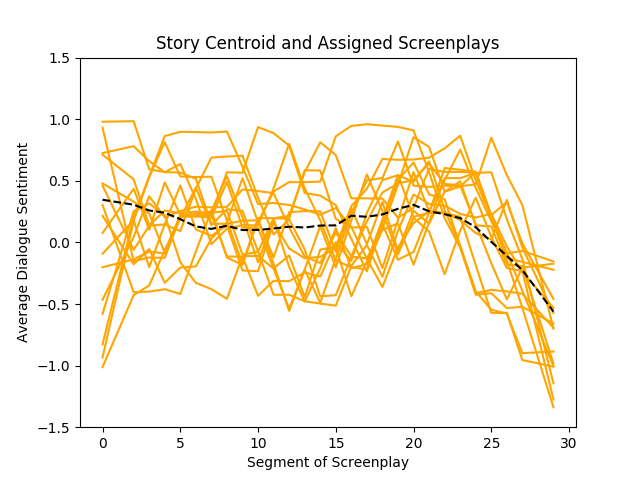 Story Centroid and Assigned Screenplays
1.5
1.0
0.5
0.0
−0.5
−1.0
−1.5
Average Dialogue Sentiment
0 5 10 15 20 25 30
Segment of Screenplay